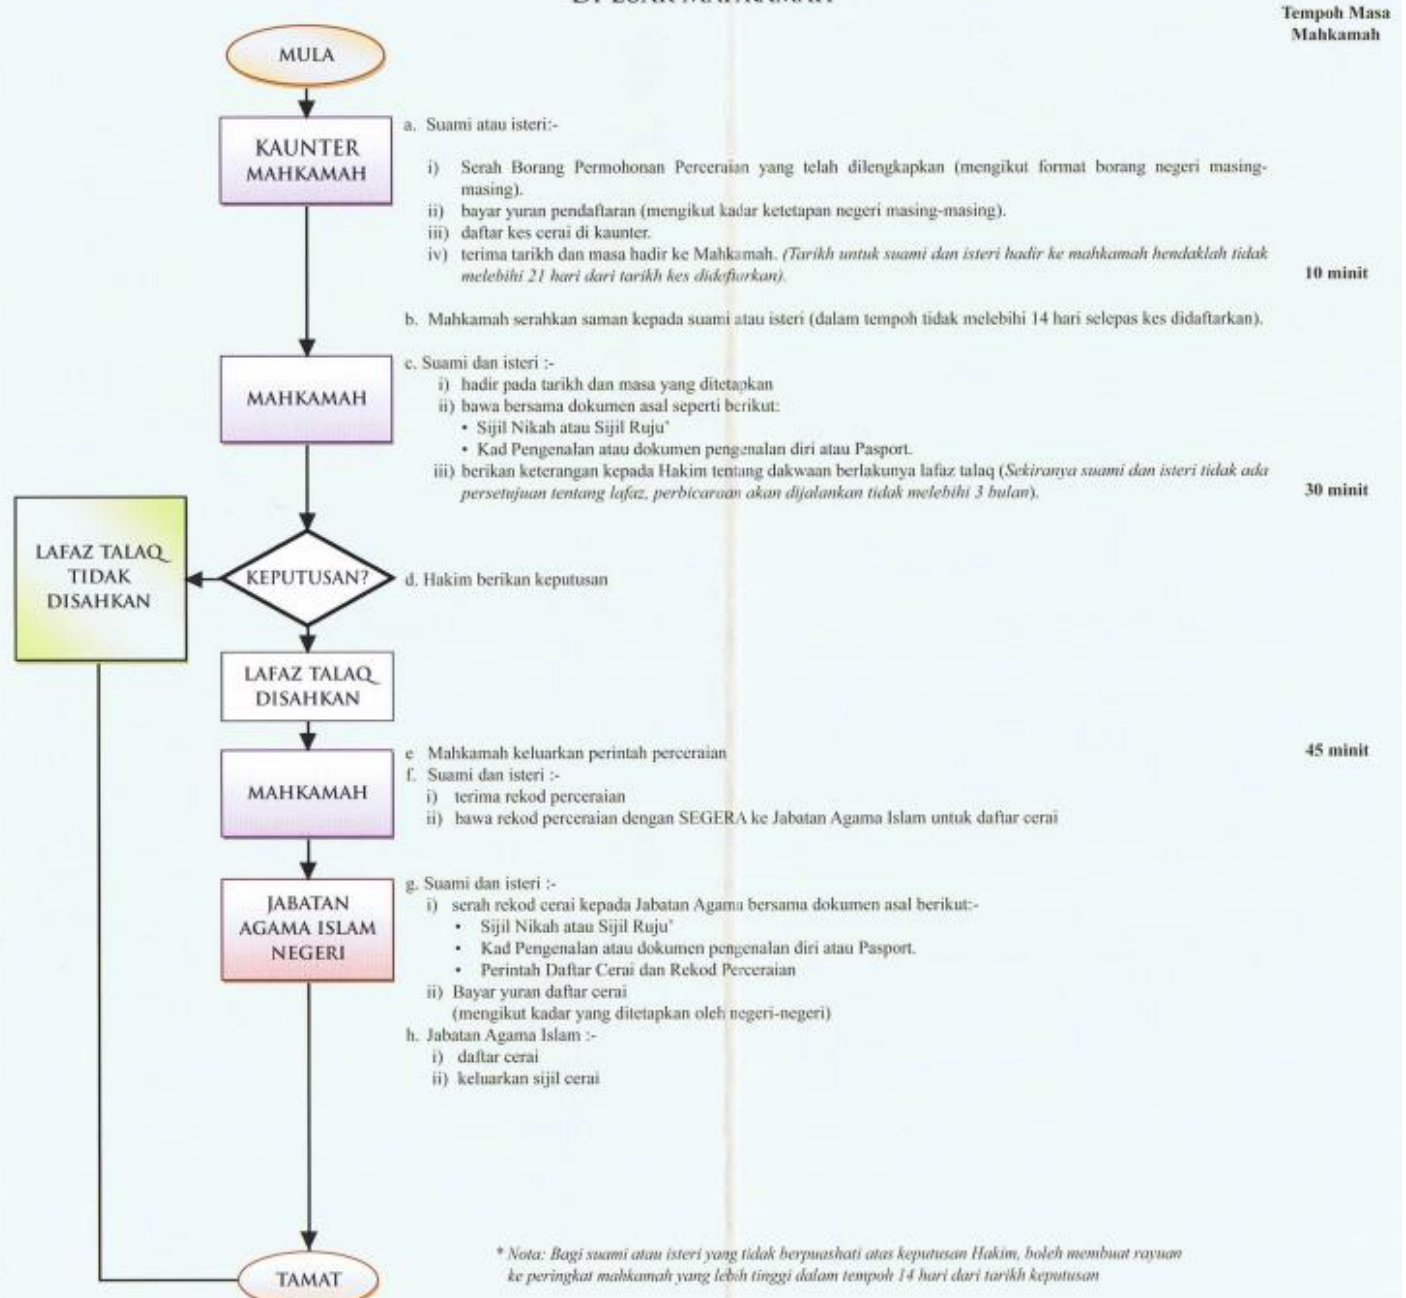 DI LUAR MAHKAMAH
Tempoh Masa
Mahkamah
MULA
KAUNTER
MAHKAMAH
a. Suami atau isteri:-
i) Serah Borang Permohonan Perceraian yang telah dilengkapkan (mengikut format borang negeri masing-
masing).
ii) bayar yuran pendaftaran (mengikut kadar ketetapan negeri masing-masing).
iii) daftar kes cerai di kaunter.
iv) terima tarikh dan masa hadir ke Mahkamah. (Tarikh untuk suami dan isteri hadir ke mahkamah hendaklah tidak
melebihi 21 hari dari tarikh kes didaftarkan).
10 minit
b. Mahkamah serahkan saman kepada suami atau isteri (dalam tempoh tidak melebihi 14 hari selepas kes didaftarkan).
MAHKAMAH
c. Suami dan isteri :-
i) hadir pada tarikh dan masa yang ditetapkan
ii) bawa bersama dokumen asal seperti berikut:
• Sijil Nikah atau Sijil Ruju'
• Kad Pengenalan atau dokumen pengenalan diri atau Pasport.
iii) berikan keterangan kepada Hakim tentang dakwaan berlakunya lafaz talaq (Sekiranya suami dan isteri tidak ada
persetujuan tentang lafaz, perbicaraan akan dijalankan tidak melebihi 3 bulan).
30 minit
LAFAZ TALAQ
TIDAK
DISAHKAN
KEPUTUSAN?
d. Hakim berikan keputusan
LAFAZ TALAQ
DISAHKAN
MAHKAMAH
e Mahkamah keluarkan perintah perceraian
45 minit
f. Suami dan isteri :-
i) terima rekod perceraian
ii) bawa rekod perceraian dengan SEGERA ke Jabatan Agama Islam untuk daftar cerai
JABATAN
AGAMA ISLAM
NEGERI
g. Suami dan isteri :-
i) serah rekod cerai kepada Jabatan Agama bersama dokumen asal berikut:-
• Sijil Nikah atau Sijil Ruju'
• Kad Pengenalan atau dokumen pengenalan diri atau Pasport.
• Perintah Daftar Cerai dan Rekod Perceraian
ii) Bayar yuran daftar cerai
(mengikut kadar yang ditetapkan oleh negeri-negeri)
h. Jabatan Agama Islam :-
i) daftar cerai
ii) keluarkan sijil cerai
TAMAT
* Nota: Bagi suami atau isteri yang tidak berpuashati atas keputusan Hakim, boleh membuat rayuan
ke peringkat mahkamah yang lebih tinggi dalam tempoh 14 hari dari tarikh keputusan